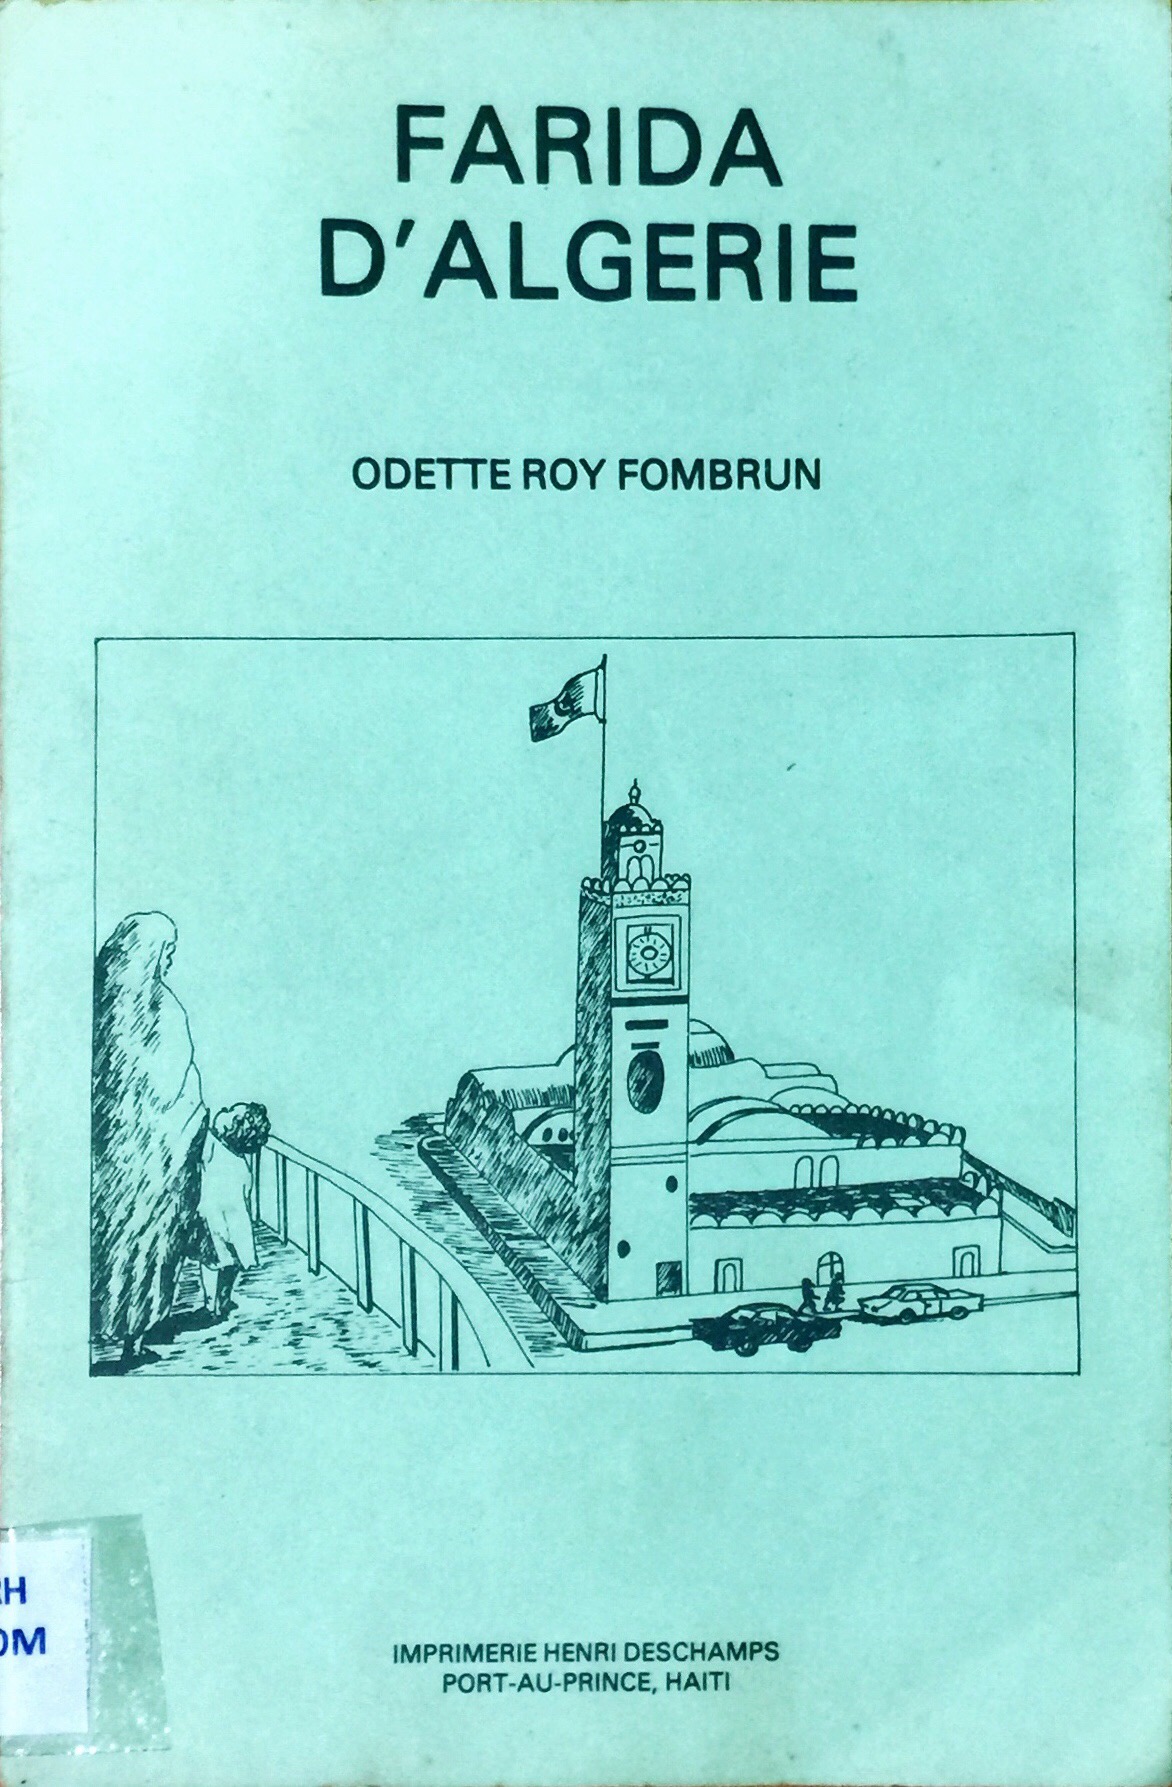 FARIDA
D'ALGERIE
ODETTE ROY FOMBRUN
IMPRIMERIE HENRI DESCHAMPS
PORT-AU-PRINCE, HAITI